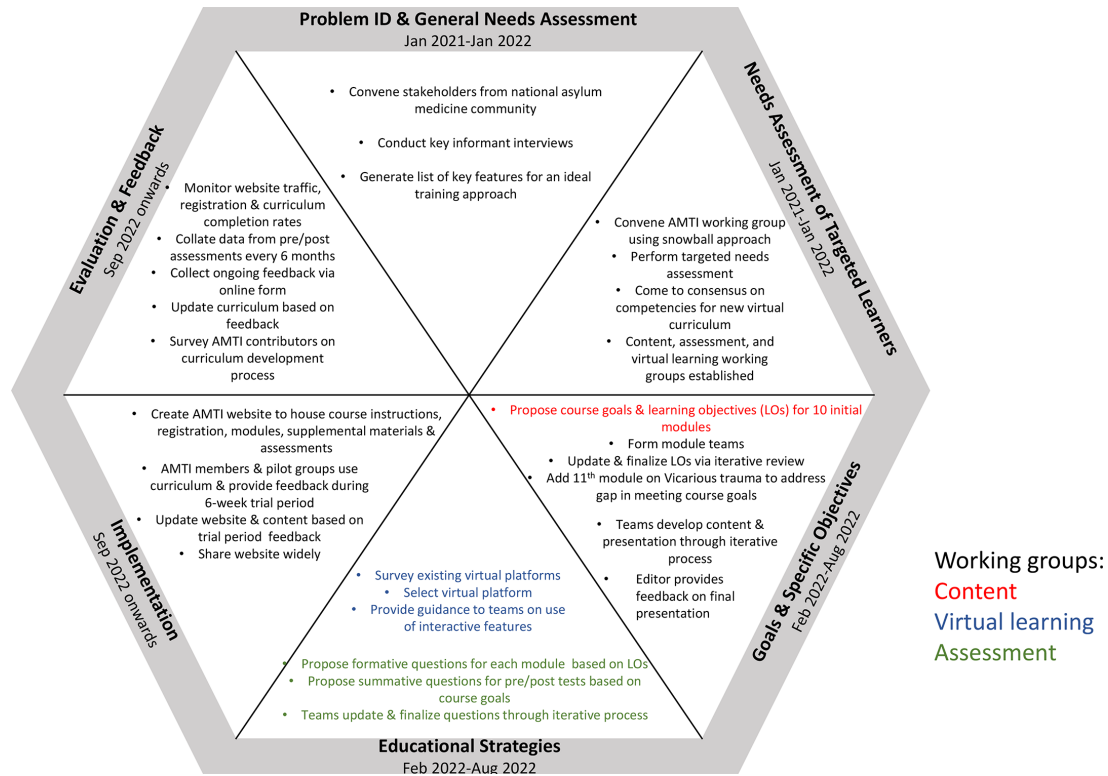 Problem ID & General Needs Assessment
Jan 2021-Jan 2022
• Convene stakeholders from national asylum
medicine community
• Conduct key informant interviews
• Generate list of key features for an ideal
training approach
Needs Assessment of Targeted Learners
Jan 2021-Jan 2022
• Convene AMTI working group
using snowball approach
• Perform targeted needs
assessment
• Come to consensus on
competencies for new virtual
curriculum
• Content, assessment, and
virtual learning working
groups established
Goals & Specific Objectives
Feb 2022-Aug 2022
• Propose course goals & learning objectives (LOs) for 10 initial
modules
• Form module teams
• Update & finalize LOs via iterative review
• Add 11th module on Vicarious trauma to address
gap in meeting course goals
• Teams develop content &
presentation through iterative
process
• Editor provides
feedback on final
presentation
Educational Strategies
Feb 2022-Aug 2022
• Survey existing virtual platforms
• Select virtual platform
• Provide guidance to teams on use
of interactive features
• Propose formative questions for each module based on LOs
• Propose summative questions for pre/post tests based on
course goals
• Teams update & finalize questions through iterative process
Implementation
Sep 2022 onwards
• Create AMTI website to house course instructions,
registration, modules, supplemental materials &
assessments
• AMTI members & pilot groups use
curriculum & provide feedback during
6-week trial period
• Update website & content based on
trial period feedback
• Share website widely
Evaluation & Feedback
Sep 2022 onwards
• Monitor website traffic,
registration & curriculum
completion rates
• Collate data from pre/post
assessments every 6 months
• Collect ongoing feedback via
online form
• Update curriculum based on
feedback
• Survey AMTI contributors on
curriculum development
process
Working groups:
Content
Virtual learning
Assessment